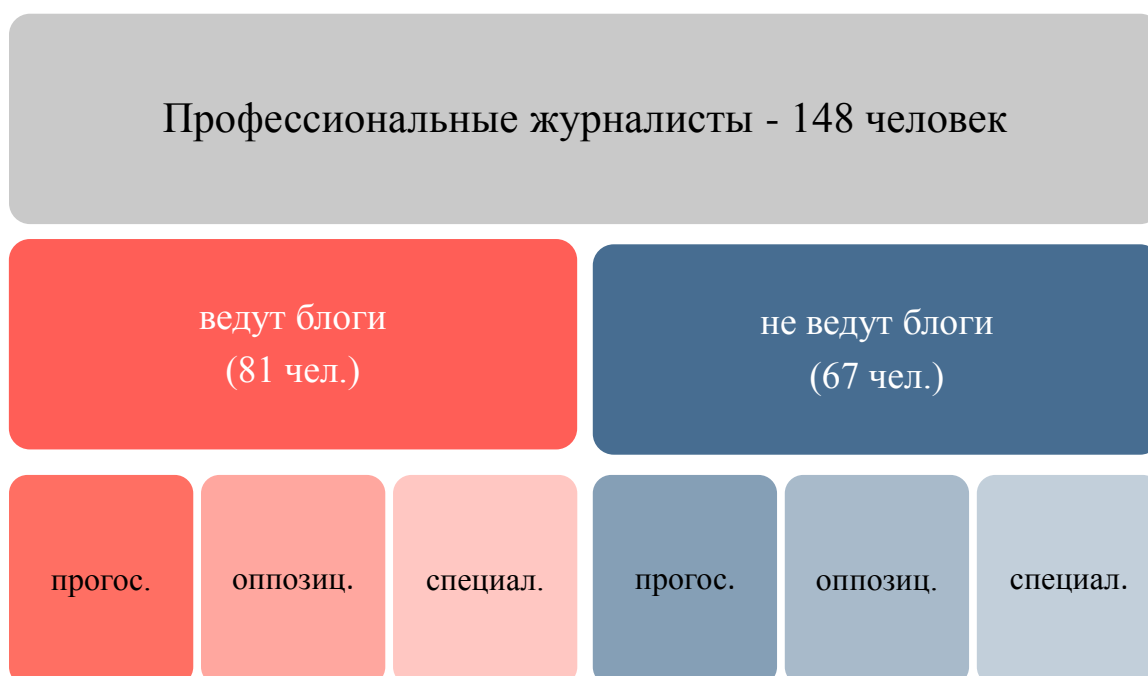 Профессиональные журналисты - 148 человек
ведут блоги
(81 чел.)
не ведут блоги
(67 чел.)
прогос.
оппозиц.
специал.
прогос.
оппозиц.
специал.